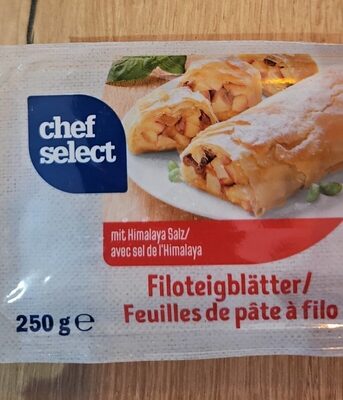 chef
select
mit Himalaya Salz/
avec sel de l'Himalaya
Filoteigblätter/
Feuilles de pâte à filo
250 g ℮